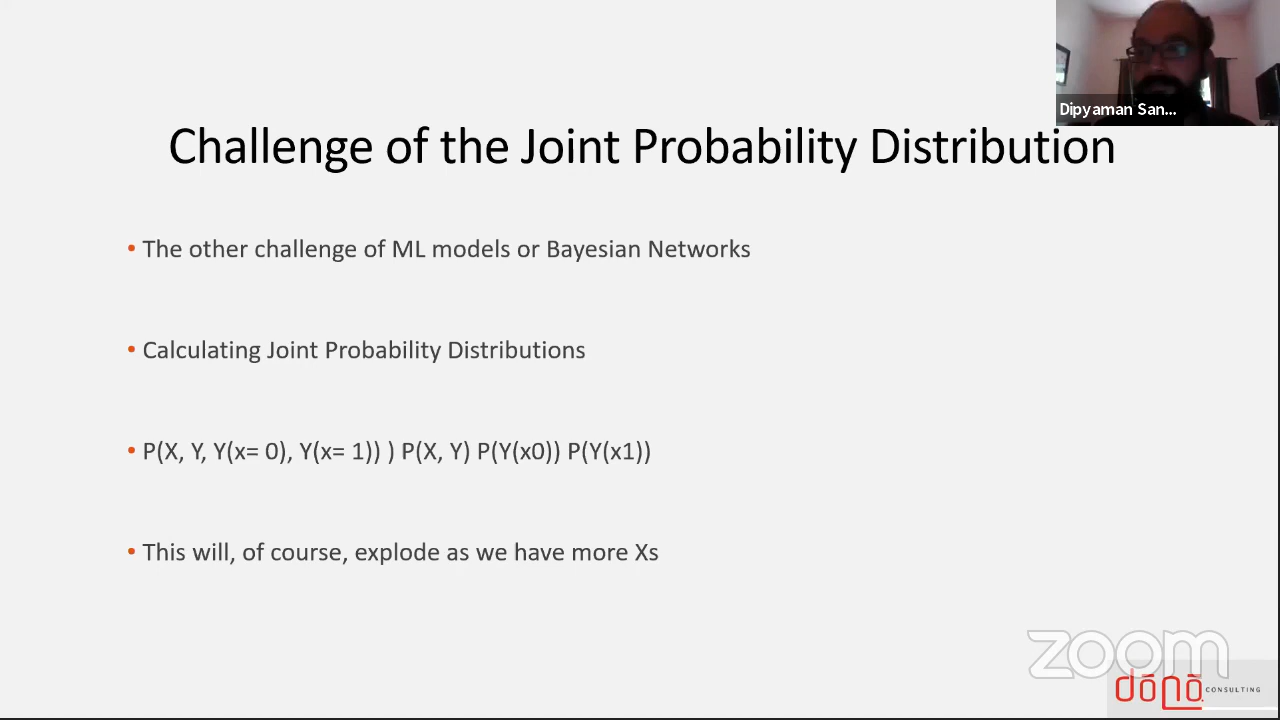 Dipyaman San...
Challenge of the Joint Probability Distribution
• The other challenge of ML models or Bayesian Networks
• Calculating Joint Probability Distributions
• P(X, Y, Y(x= 0), Y(x= 1)) ) P(X, Y) P(Y(x0)) P(Y(x1))
• This will, of course, explode as we have more Xs
zoom
dōnō CONSULTING